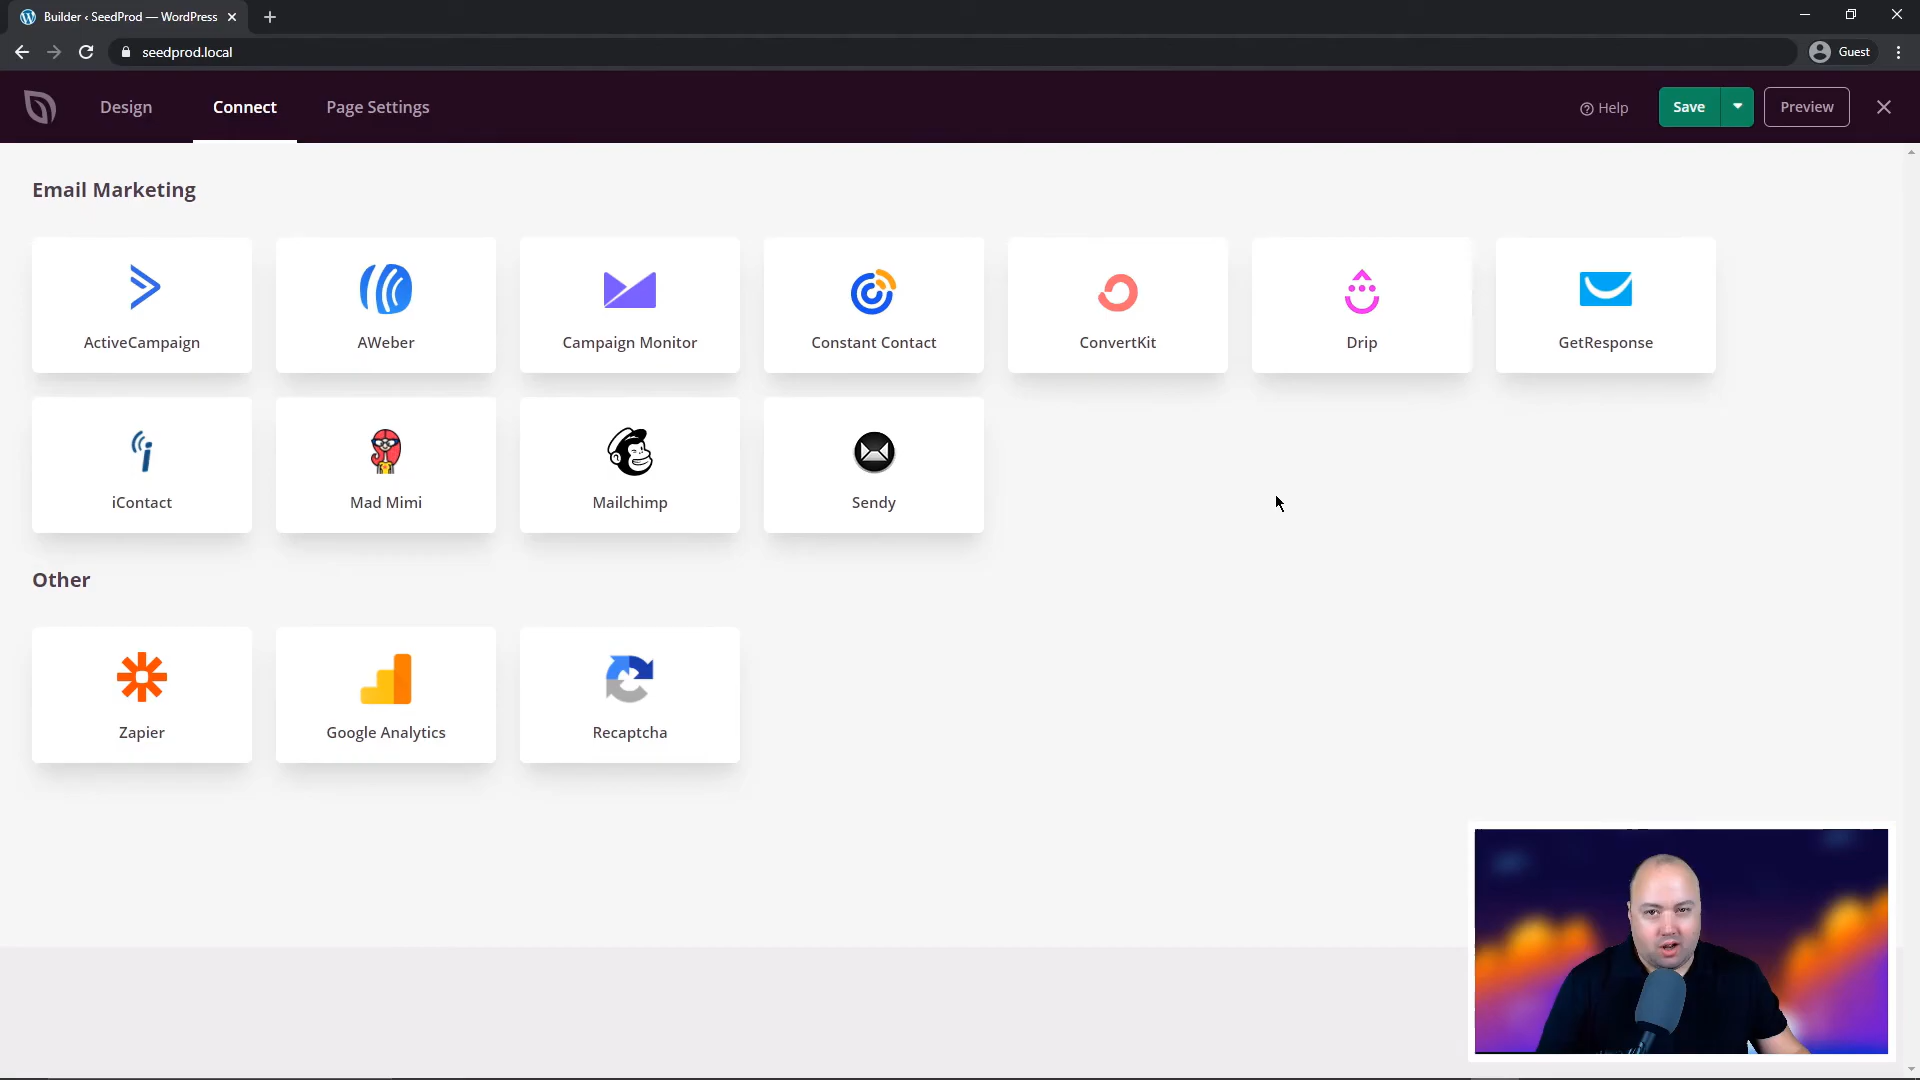 Builder ‹ SeedProd — WordPress
seedprod.local
Guest
Design
Connect
Page Settings
Help
Save
Preview
Email Marketing
ActiveCampaign
AWeber
Campaign Monitor
Constant Contact
ConvertKit
Drip
GetResponse
iContact
Mad Mimi
Mailchimp
Sendy
Other
Zapier
Google Analytics
Recaptcha